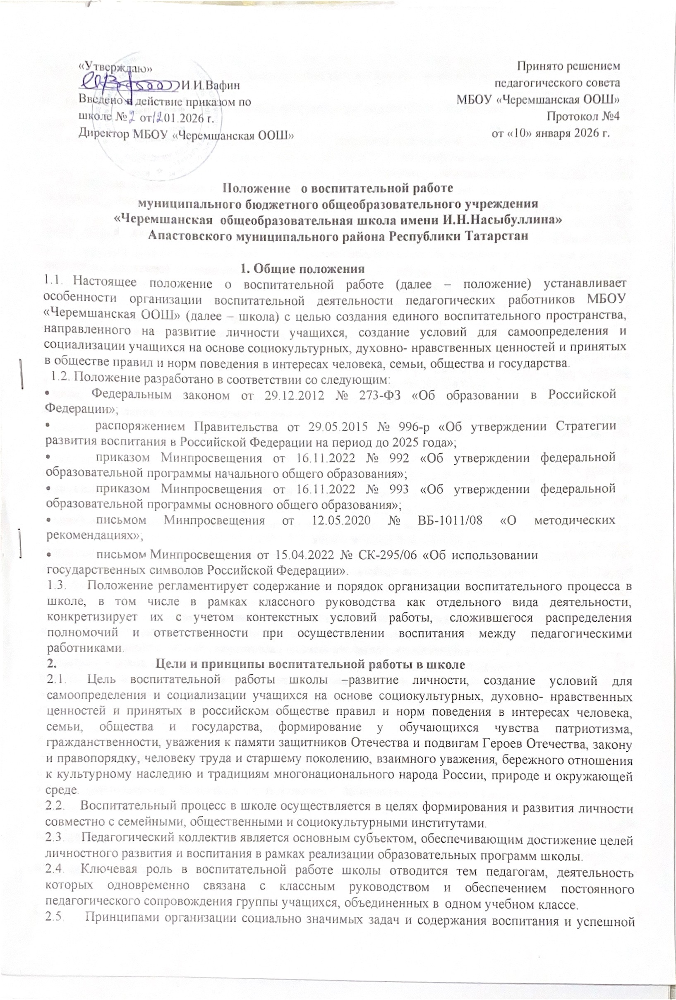 «Утверждаю»
И.И.Вафин
Введено в действие приказом по
школе №2 от 12.01.2026 г.
Директор МБОУ «Черемшанская ООШ»
Принято решением
педагогического совета
МБОУ «Черемшанская ООШ»
Протокол №4
от «10» января 2026 г.
Положение о воспитательной работе
муниципального бюджетного общеобразовательного учреждения
«Черемшанская общеобразовательная школа имени И.Н.Насыбуллина»
Апастовского муниципального района Республики Татарстан
1. Общие положения
1.1. Настоящее положение о воспитательной работе (далее – положение) устанавливает
особенности организации воспитательной деятельности педагогических работников МБОУ
«Черемшанская ООШ» (далее – школа) с целью создания единого воспитательного пространства,
направленного на развитие личности учащихся, создание условий для самоопределения и
социализации учащихся на основе социокультурных, духовно- нравственных ценностей и принятых
в обществе правил и норм поведения в интересах человека, семьи, общества и государства.
1.2. Положение разработано в соответствии со следующим:
• Федеральным законом от 29.12.2012 № 273-ФЗ «Об образовании в Российской
Федерации»;
• распоряжением Правительства от 29.05.2015 № 996-р «Об утверждении Стратегии
развития воспитания в Российской Федерации на период до 2025 года»;
• приказом Минпросвещения от 16.11.2022 № 992 «Об утверждении федеральной
образовательной программы начального общего образования»;
• приказом Минпросвещения от 16.11.2022 № 993 «Об утверждении федеральной
образовательной программы основного общего образования»;
• письмом Минпросвещения от 12.05.2020 № ВБ-1011/08 «О методических
рекомендациях»;
• письмом Минпросвещения от 15.04.2022 № СК-295/06 «Об использовании
государственных символов Российской Федерации».
1.3. Положение регламентирует содержание и порядок организации воспитательного процесса в
школе, в том числе в рамках классного руководства как отдельного вида деятельности,
конкретизирует их с учетом контекстных условий работы, сложившегося распределения
полномочий и ответственности при осуществлении воспитания между педагогическими
работниками.
2. Цели и принципы воспитательной работы в школе
2.1. Цель воспитательной работы школы –развитие личности, создание условий для
самоопределения и социализации учащихся на основе социокультурных, духовно- нравственных
ценностей и принятых в российском обществе правил и норм поведения в интересах человека,
семьи, общества и государства, формирование у обучающихся чувства патриотизма,
гражданственности, уважения к памяти защитников Отечества и подвигам Героев Отечества, закону
и правопорядку, человеку труда и старшему поколению, взаимного уважения, бережного отношения
к культурному наследию и традициям многонационального народа России, природе и окружающей
среде.
2.2. Воспитательный процесс в школе осуществляется в целях формирования и развития личности
совместно с семейными, общественными и социокультурными институтами.
2.3. Педагогический коллектив является основным субъектом, обеспечивающим достижение целей
личностного развития и воспитания в рамках реализации образовательных программ школы.
2.4. Ключевая роль в воспитательной работе школы отводится тем педагогам, деятельность
которых одновременно связана с классным руководством и обеспечением постоянного
педагогического сопровождения группы учащихся, объединенных в одном учебном классе.
2.5. Принципами организации социально значимых задач и содержания воспитания и успешной